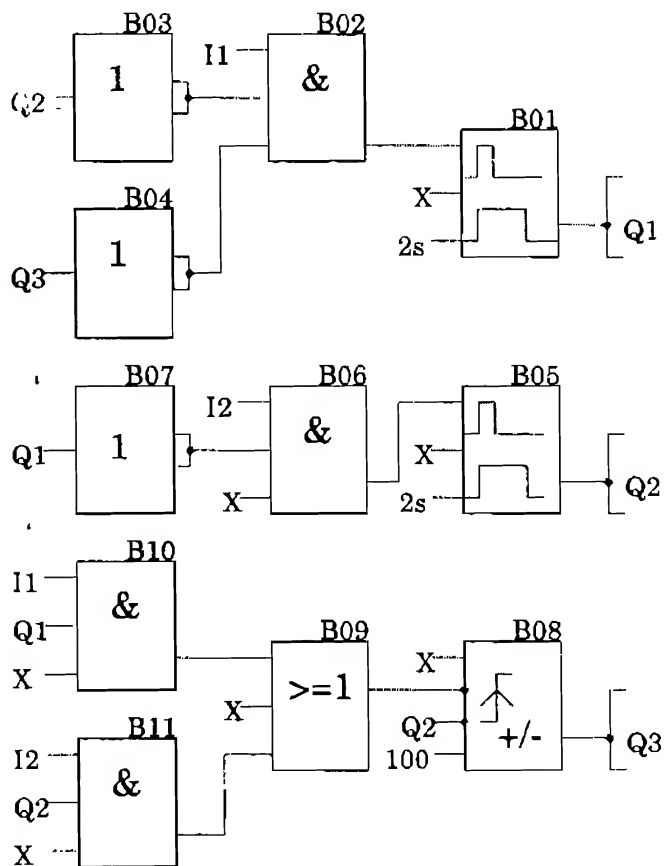 B03
B02
I1
1
&
Q2
B01
B04
X
1
Q1
2s
Q3
B07
B06
B05
I2
Q1
1
&
X
Q2
X
2s
B10
I1
&
B09
B08
Q1
X
X
>=1
X
B11
Q2
+/-
Q3
I2
100
&
Q2
X